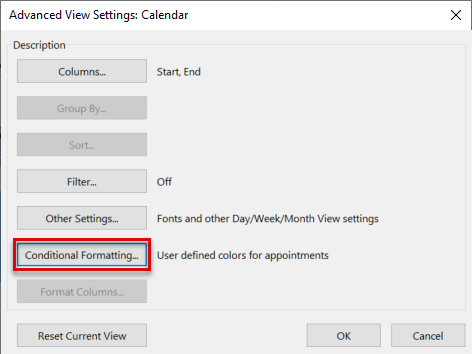 Advanced View Settings: Calendar
Description
Columns... Start, End
Group By...
Sort...
Filter... Off
Other Settings... Fonts and other Day/Week/Month View settings
Conditional Formatting... User defined colors for appointments
Format Columns...
Reset Current View OK Cancel